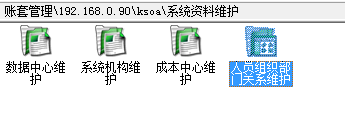 账套管理\192.168.0.90\ksoa\系统资料维护
数据中心维
护
系统机构维
护
成本中心维
护
人员组织部
门关系维护